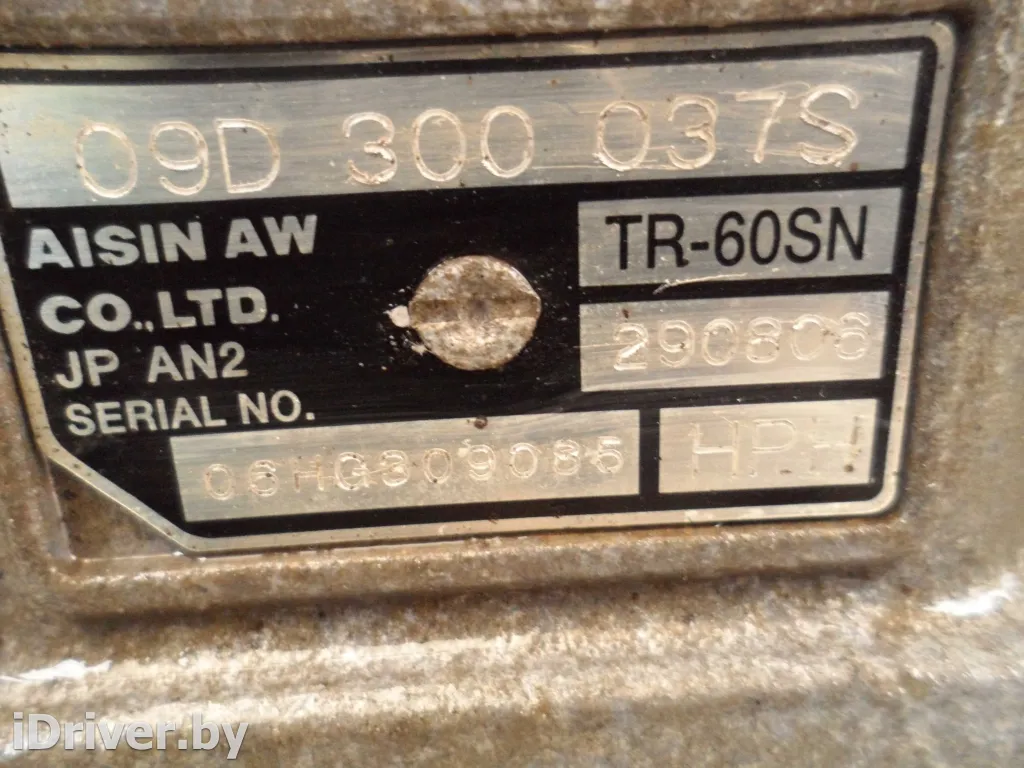 09D 300 037S
AISIN AW
CO.,LTD.
JP AN2
SERIAL NO.
TR-60SN
290806
06HG309085
HPH
iDriver.by